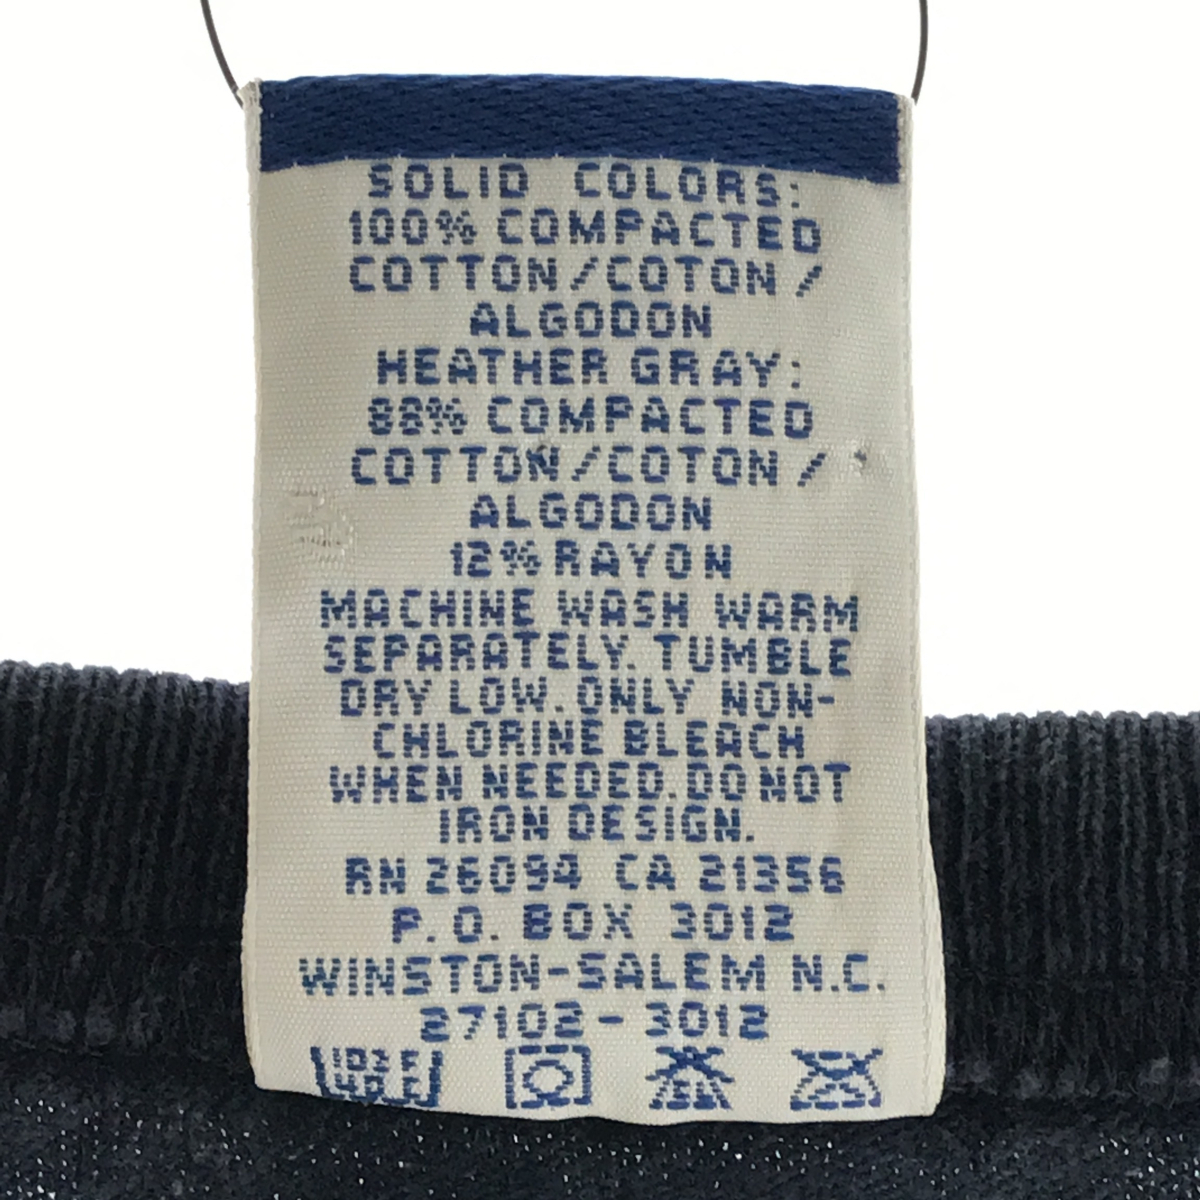 SOLID COLORS:
100% COMPACTED
COTTON/COTON/
ALGODON
HEATHER GRAY:
88% COMPACTED
COTTON/COTON/
ALGODON
12% RAYON
MACHINE WASH WARM
SEPARATELY. TUMBLE
DRY LOW. ONLY NON-
CHLORINE BLEACH
WHEN NEEDED. DO NOT
IRON DESIGN.
RN 26094 CA 21356
P.O. BOX 3012
WINSTON-SALEM N.C.
27102-3012